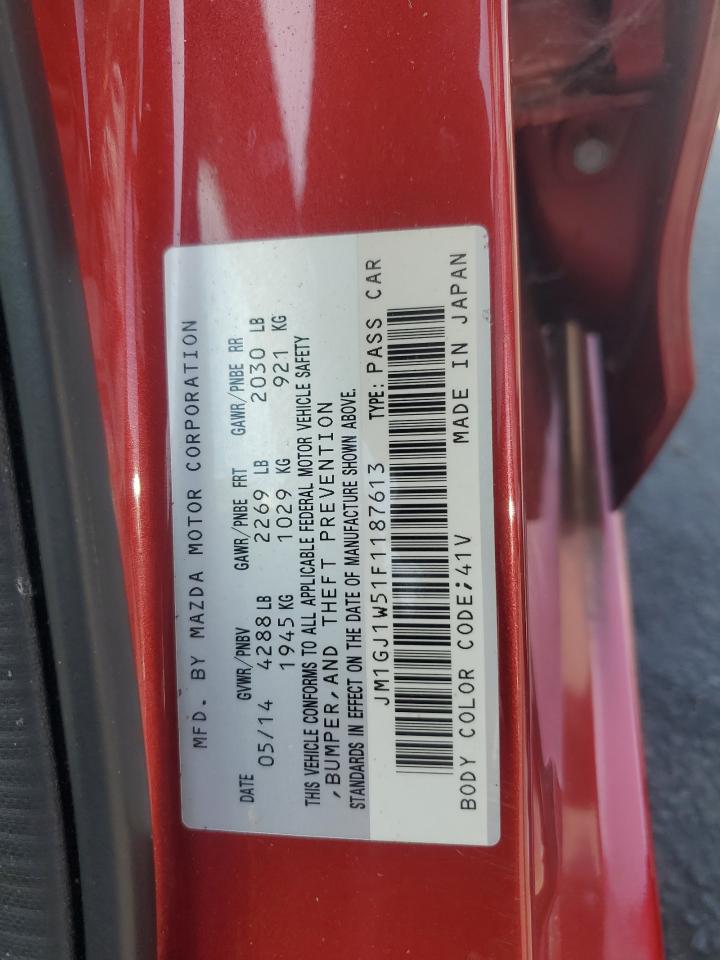 MFD. BY MAZDA MOTOR CORPORATION
DATE GVWR/PNBV GAWR/PNBE FRT GAWR/PNBE RR
05/14 4288 LB 2269 LB 2030 LB
1945 KG 1029 KG 921 KG
THIS VEHICLE CONFORMS TO ALL APPLICABLE FEDERAL MOTOR VEHICLE SAFETY
,BUMPER,AND THEFT PREVENTION
STANDARDS IN EFFECT ON THE DATE OF MANUFACTURE SHOWN ABOVE.
JM1GJ1W51F1187613 TYPE: PASS CAR
BODY COLOR CODE;41V MADE IN JAPAN